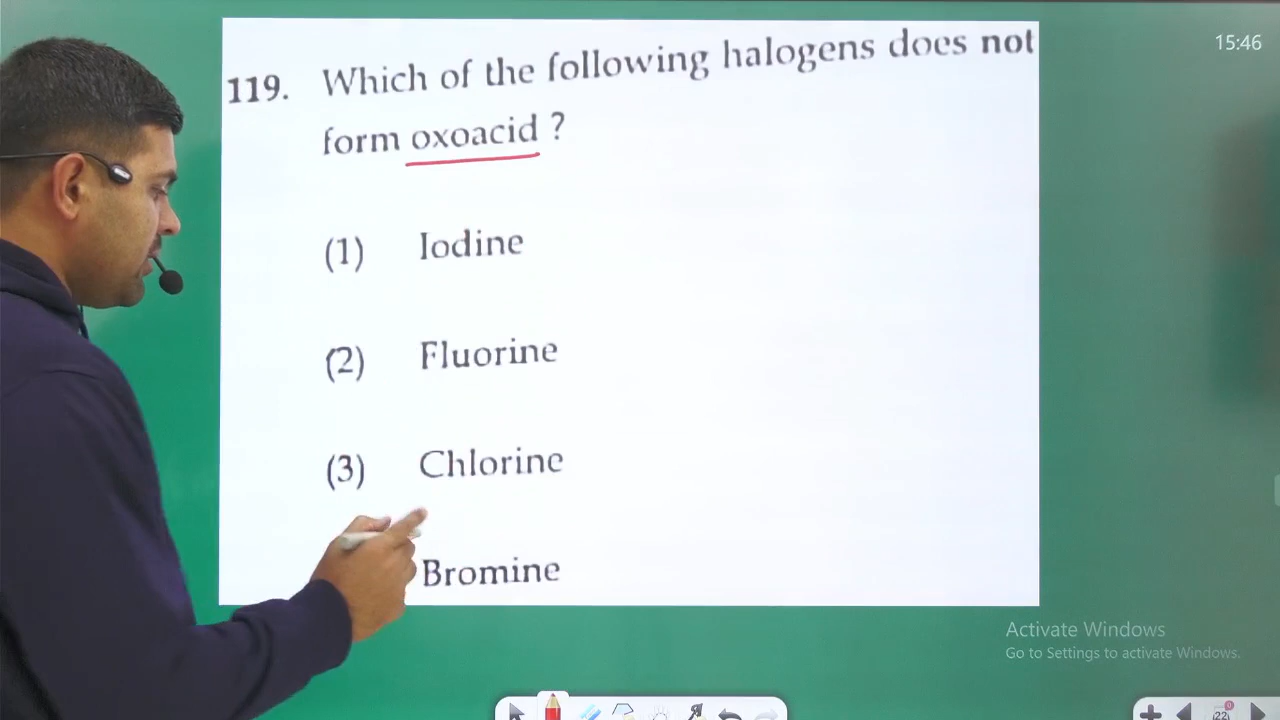 15:46
119. Which of the following halogens does not
form oxoacid ?
(1) Iodine
(2) Fluorine
(3) Chlorine
Bromine
Activate Windows
Go to Settings to activate Windows.
22